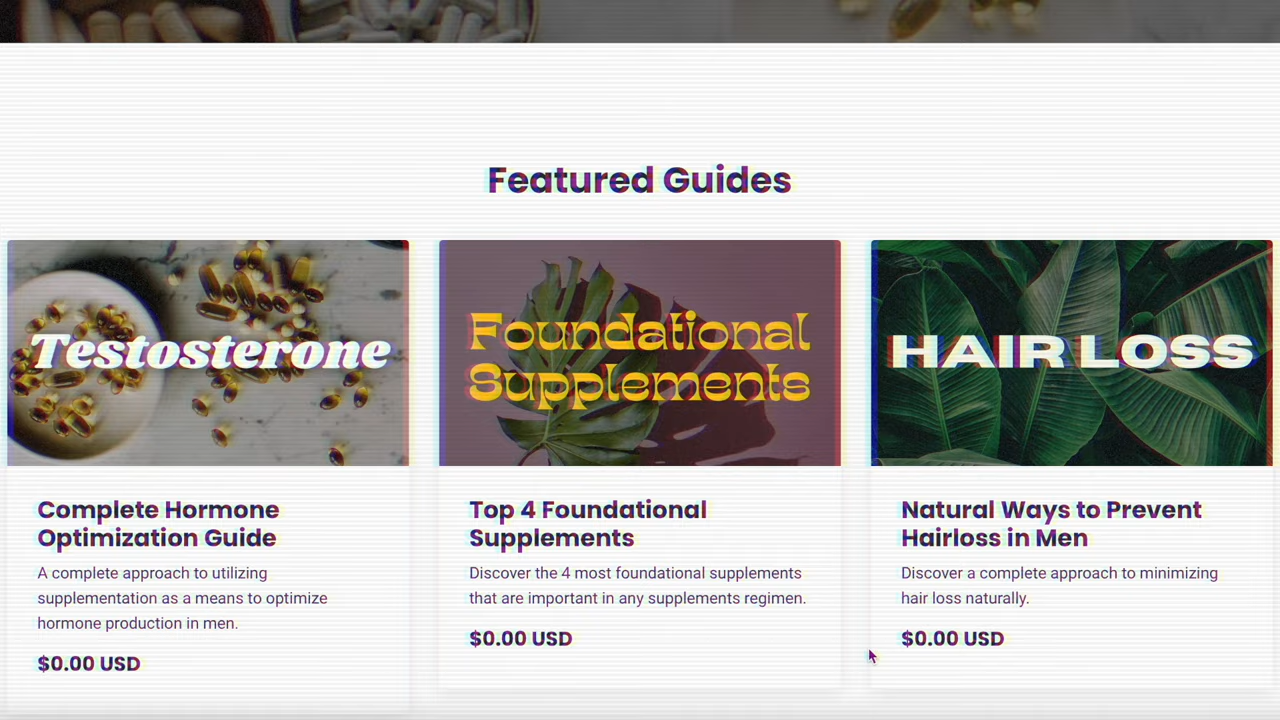 Featured Guides
Testosterone
Complete Hormone
Optimization Guide
A complete approach to utilizing
supplementation as a means to optimize
hormone production in men.
$0.00 USD
Foundational
Supplements
Top 4 Foundational
Supplements
Discover the 4 most foundational supplements
that are important in any supplements regimen.
$0.00 USD
HAIR LOSS
Natural Ways to Prevent
Hairloss in Men
Discover a complete approach to minimizing
hair loss naturally.
$0.00 USD